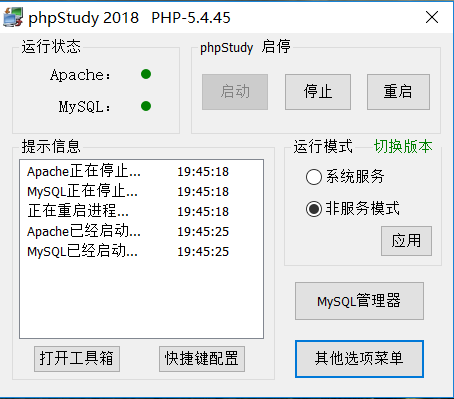 phpStudy 2018 PHP-5.4.45
运行状态
Apache:
MySQL:
phpStudy 启停
启动 停止 重启
提示信息
Apache正在停止... 19:45:18
MySQL正在停止... 19:45:18
正在重启进程... 19:45:18
Apache已经启动... 19:45:25
MySQL已经启动... 19:45:25
打开工具箱 快捷键配置
运行模式 切换版本
系统服务
非服务模式
应用
MySQL管理器
其他选项菜单